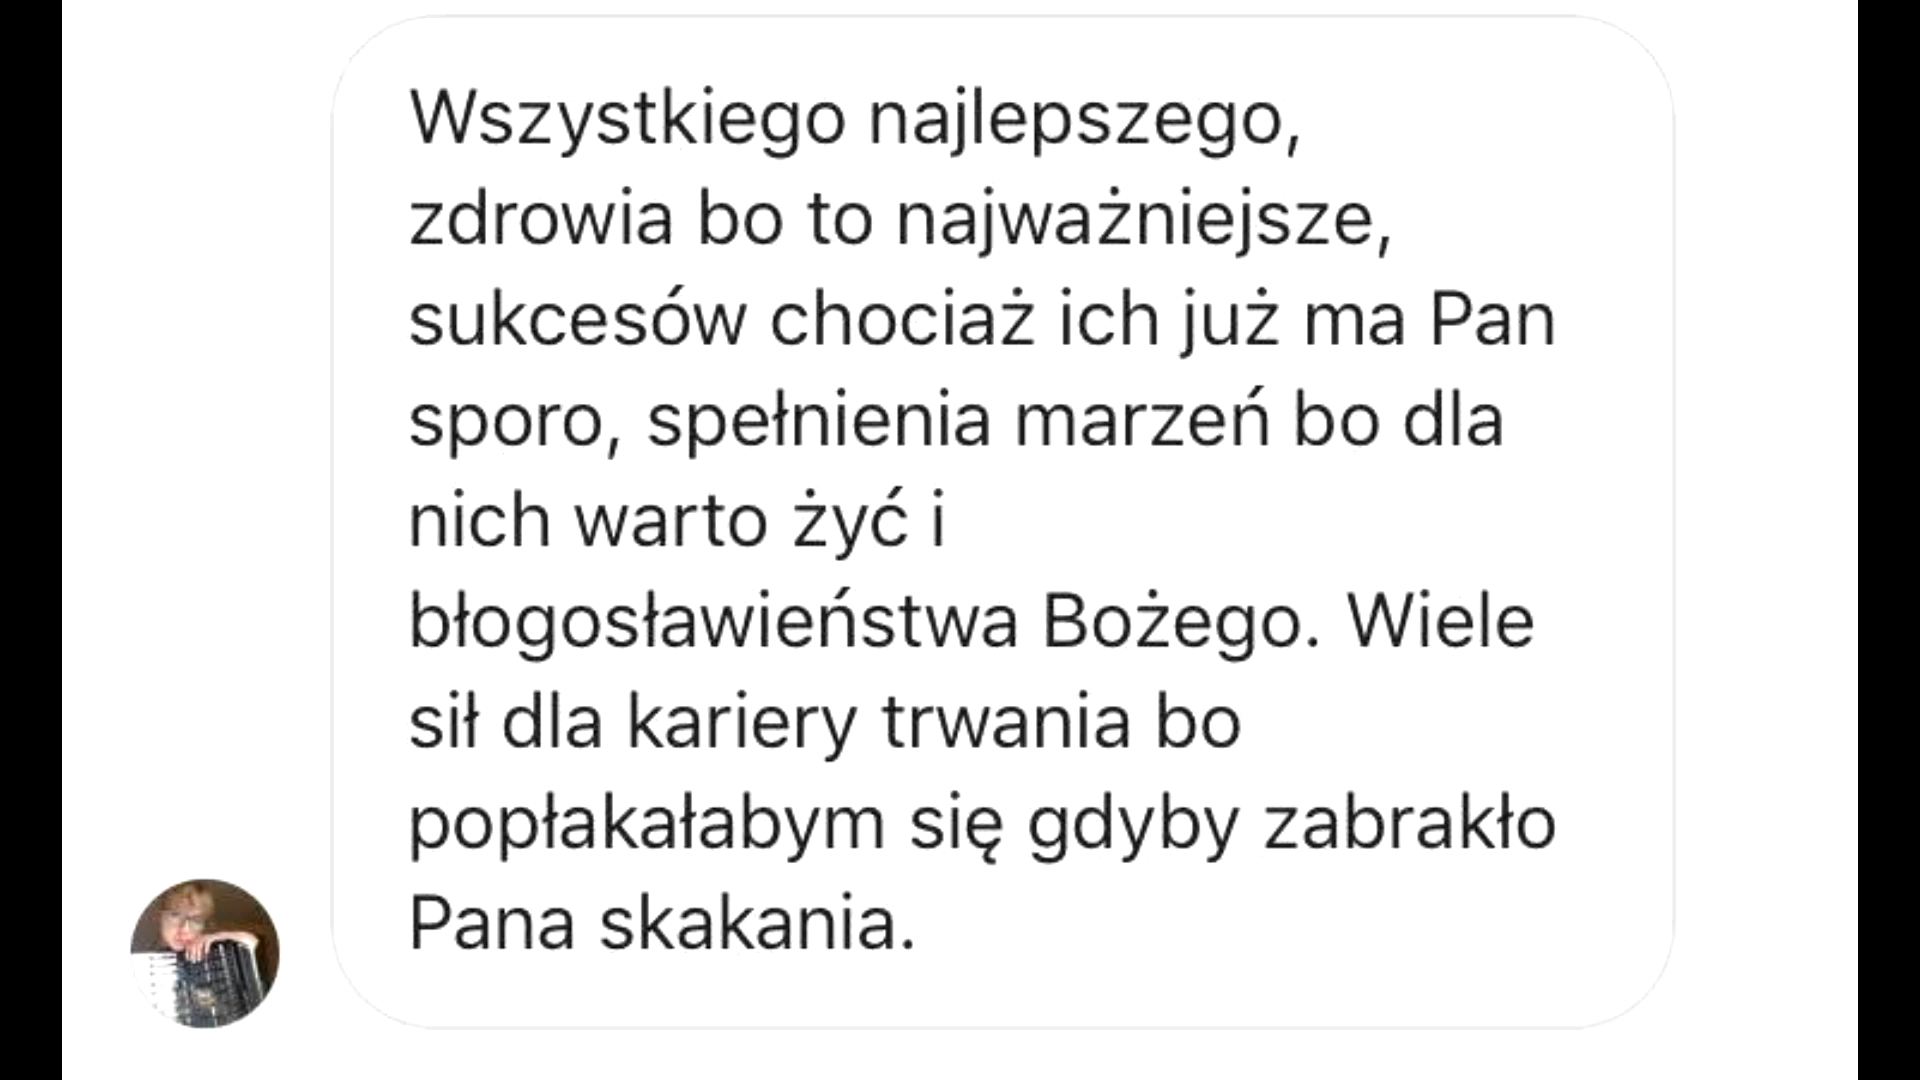 Wszystkiego najlepszego,
zdrowia bo to najważniejsze,
sukcesów chociaż ich już ma Pan
sporo, spełnienia marzeń bo dla
nich warto żyć i
błogosławieństwa Bożego. Wiele
sił dla kariery trwania bo
popłakałabym się gdyby zabrakło
Pana skakania.